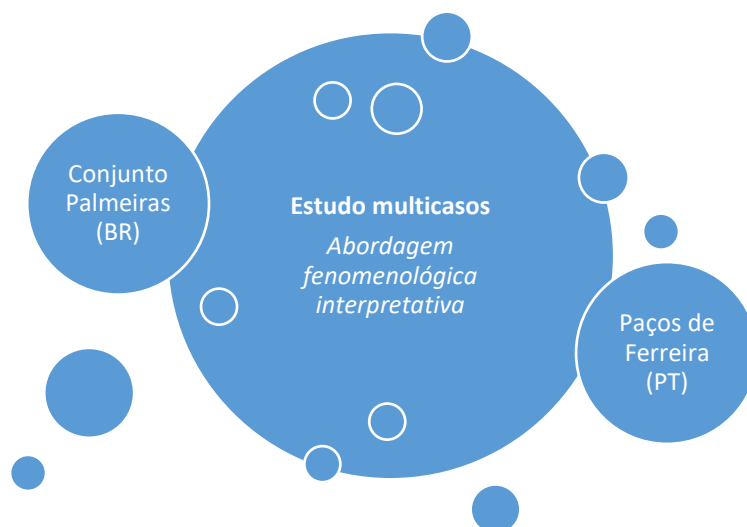 Conjunto
Palmeiras
(BR)
Estudo multicasos
Abordagem
fenomenológica
interpretativa
Paços de
Ferreira
(PT)